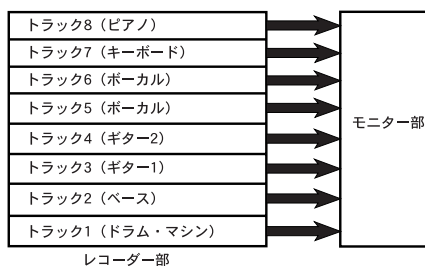 トラック8（ピアノ）
トラック7（キーボード）
トラック6（ボーカル）
トラック5（ボーカル）
トラック4（ギター2）
トラック3（ギター1）
トラック2（ベース）
トラック1（ドラム・マシン）
レコーダー部
モニター部